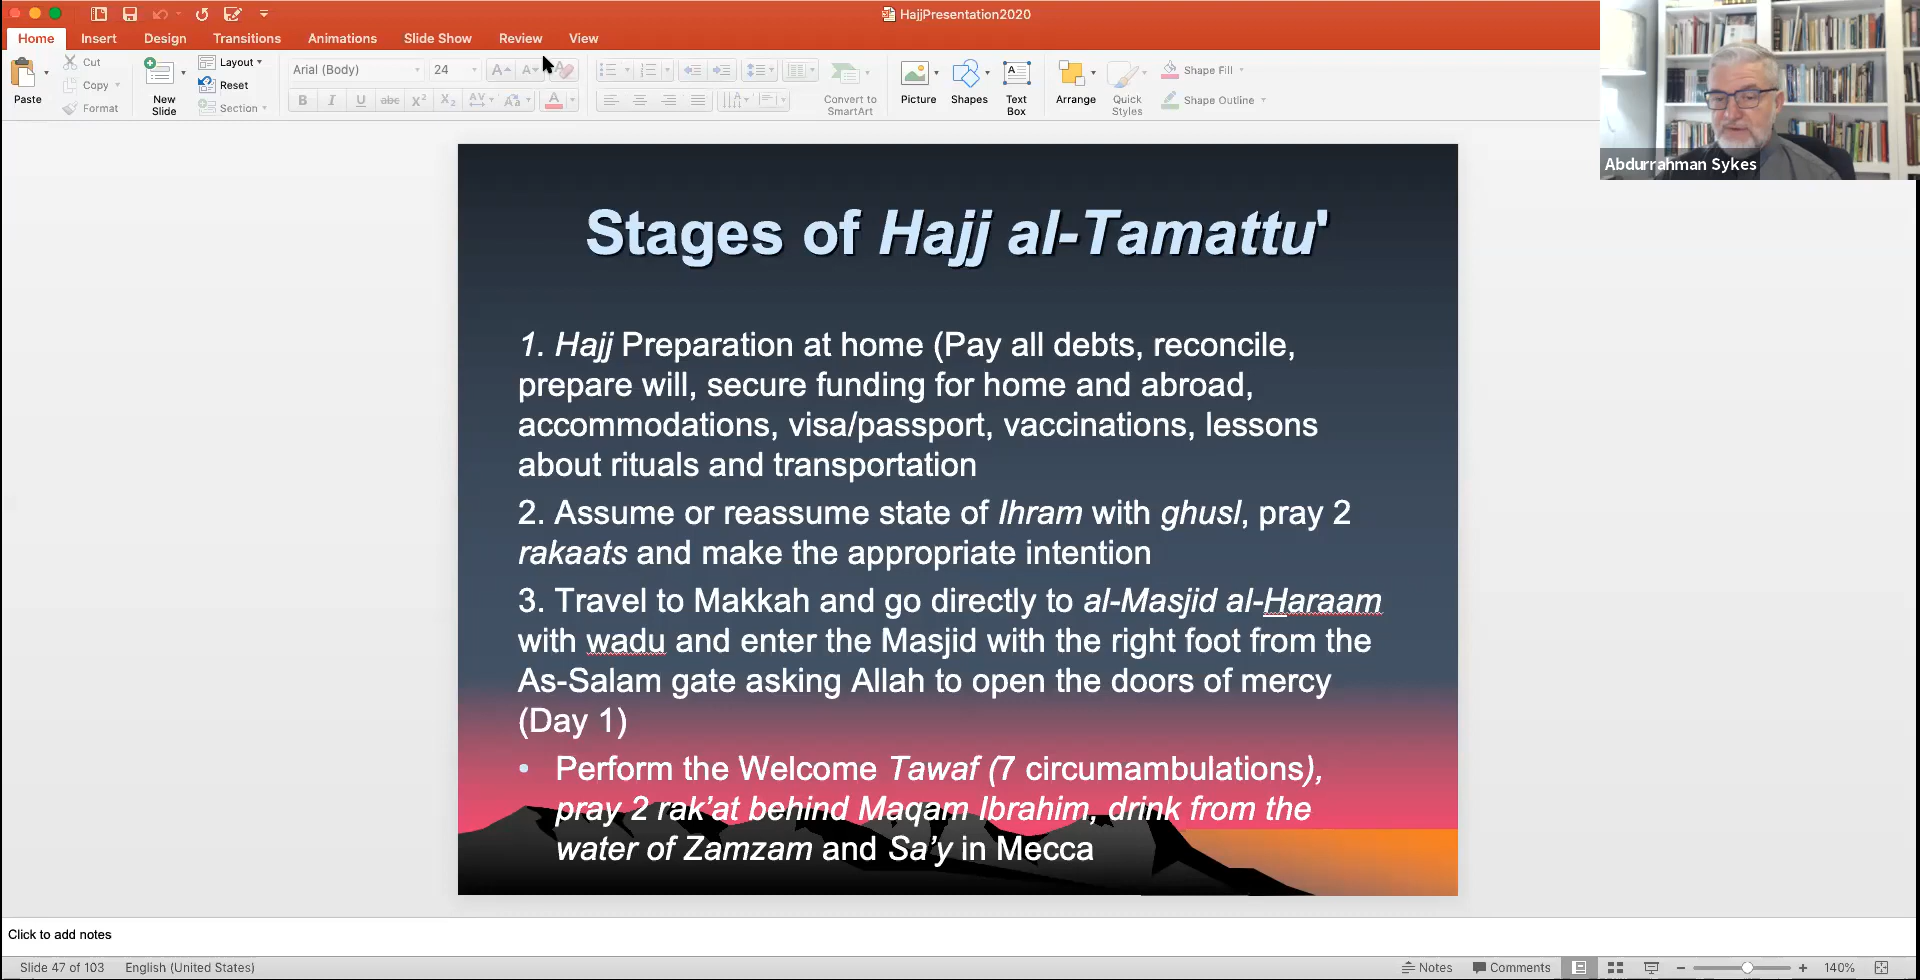 HajjPresentation2020
Home Insert Design Transitions Animations Slide Show Review View
Paste
Cut
Copy
Format
New Slide
Layout
Reset
Section
Arial (Body) 24
B I U abc X² X₂ AV Aa A
Convert to SmartArt
Picture
Shapes
Text Box
Arrange
Quick Styles
Shape Fill
Shape Outline
Abdurrahman Sykes
Stages of Hajj al-Tamattu'
1. Hajj Preparation at home (Pay all debts, reconcile,
prepare will, secure funding for home and abroad,
accommodations, visa/passport, vaccinations, lessons
about rituals and transportation
2. Assume or reassume state of Ihram with ghusl, pray 2
rakaats and make the appropriate intention
3. Travel to Makkah and go directly to al-Masjid al-Haraam
with wadu and enter the Masjid with the right foot from the
As-Salam gate asking Allah to open the doors of mercy
(Day 1)
• Perform the Welcome Tawaf (7 circumambulations),
pray 2 rak’at behind Maqam Ibrahim, drink from the
water of Zamzam and Sa’y in Mecca
Click to add notes
Slide 47 of 103 English (United States) Notes Comments 140%